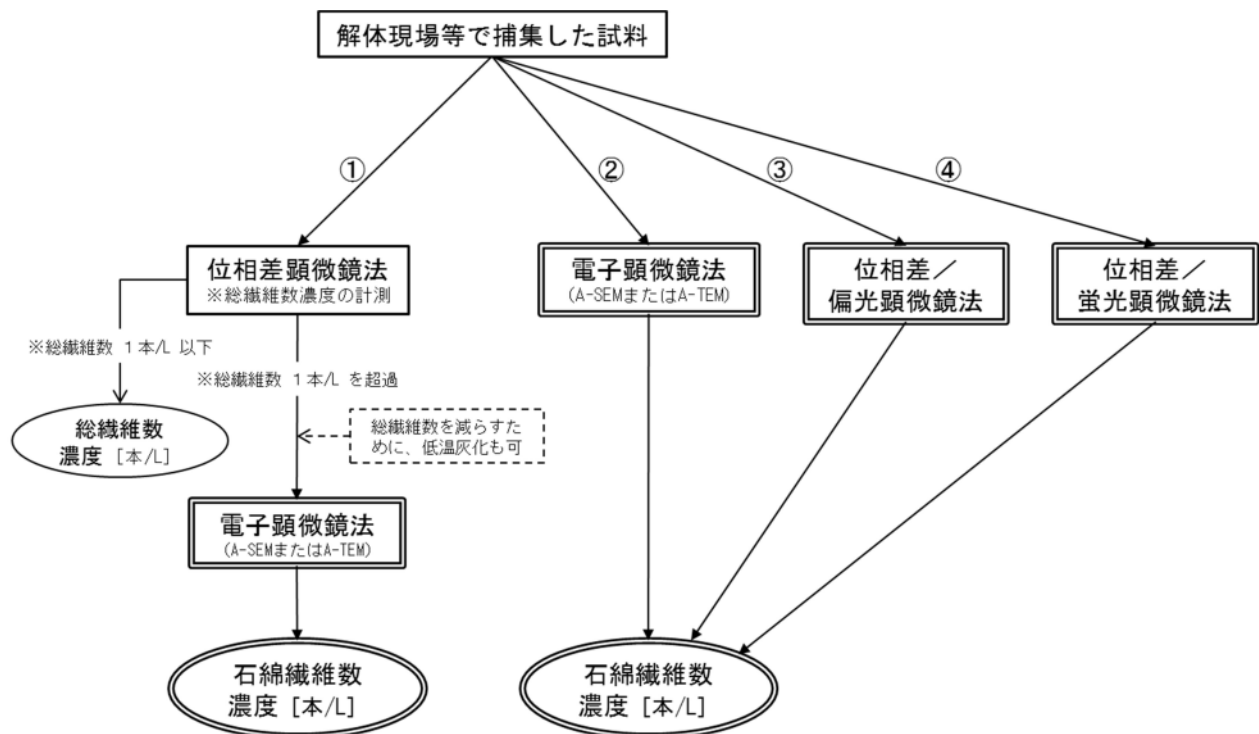 解体現場等で捕集した試料
①
②
③
④
位相差顕微鏡法
※総繊維数濃度の計測
電子顕微鏡法
(A-SEMまたはA-TEM)
位相差／
偏光顕微鏡法
位相差／
蛍光顕微鏡法
※総繊維数 1本/L 以下
※総繊維数 1本/L を超過
総繊維数
濃度 [本/L]
総繊維数を減らすた
めに、低温灰化も可
電子顕微鏡法
(A-SEMまたはA-TEM)
石綿繊維数
濃度 [本/L]
石綿繊維数
濃度 [本/L]